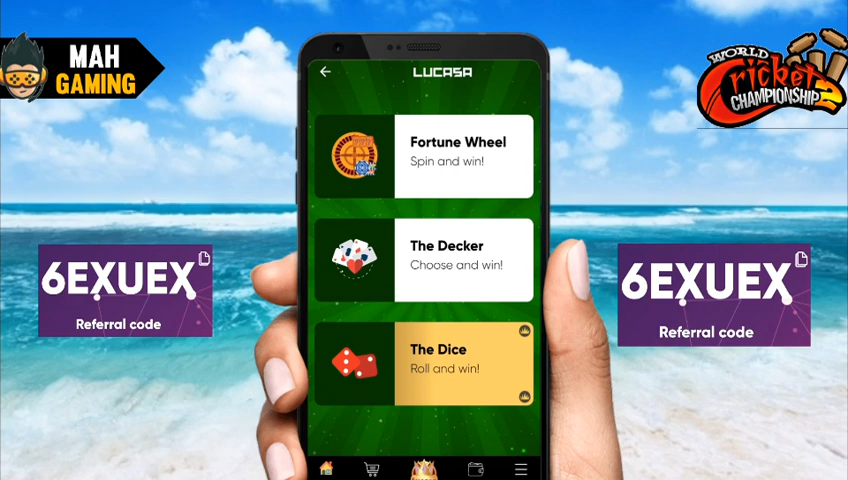 MAH
GAMING
LUCASA
WORLD
Cricket
CHAMPIONSHIP 2
Fortune Wheel
Spin and win!
The Decker
Choose and win!
6EXUEX
Referral code
6EXUEX
Referral code
The Dice
Roll and win!